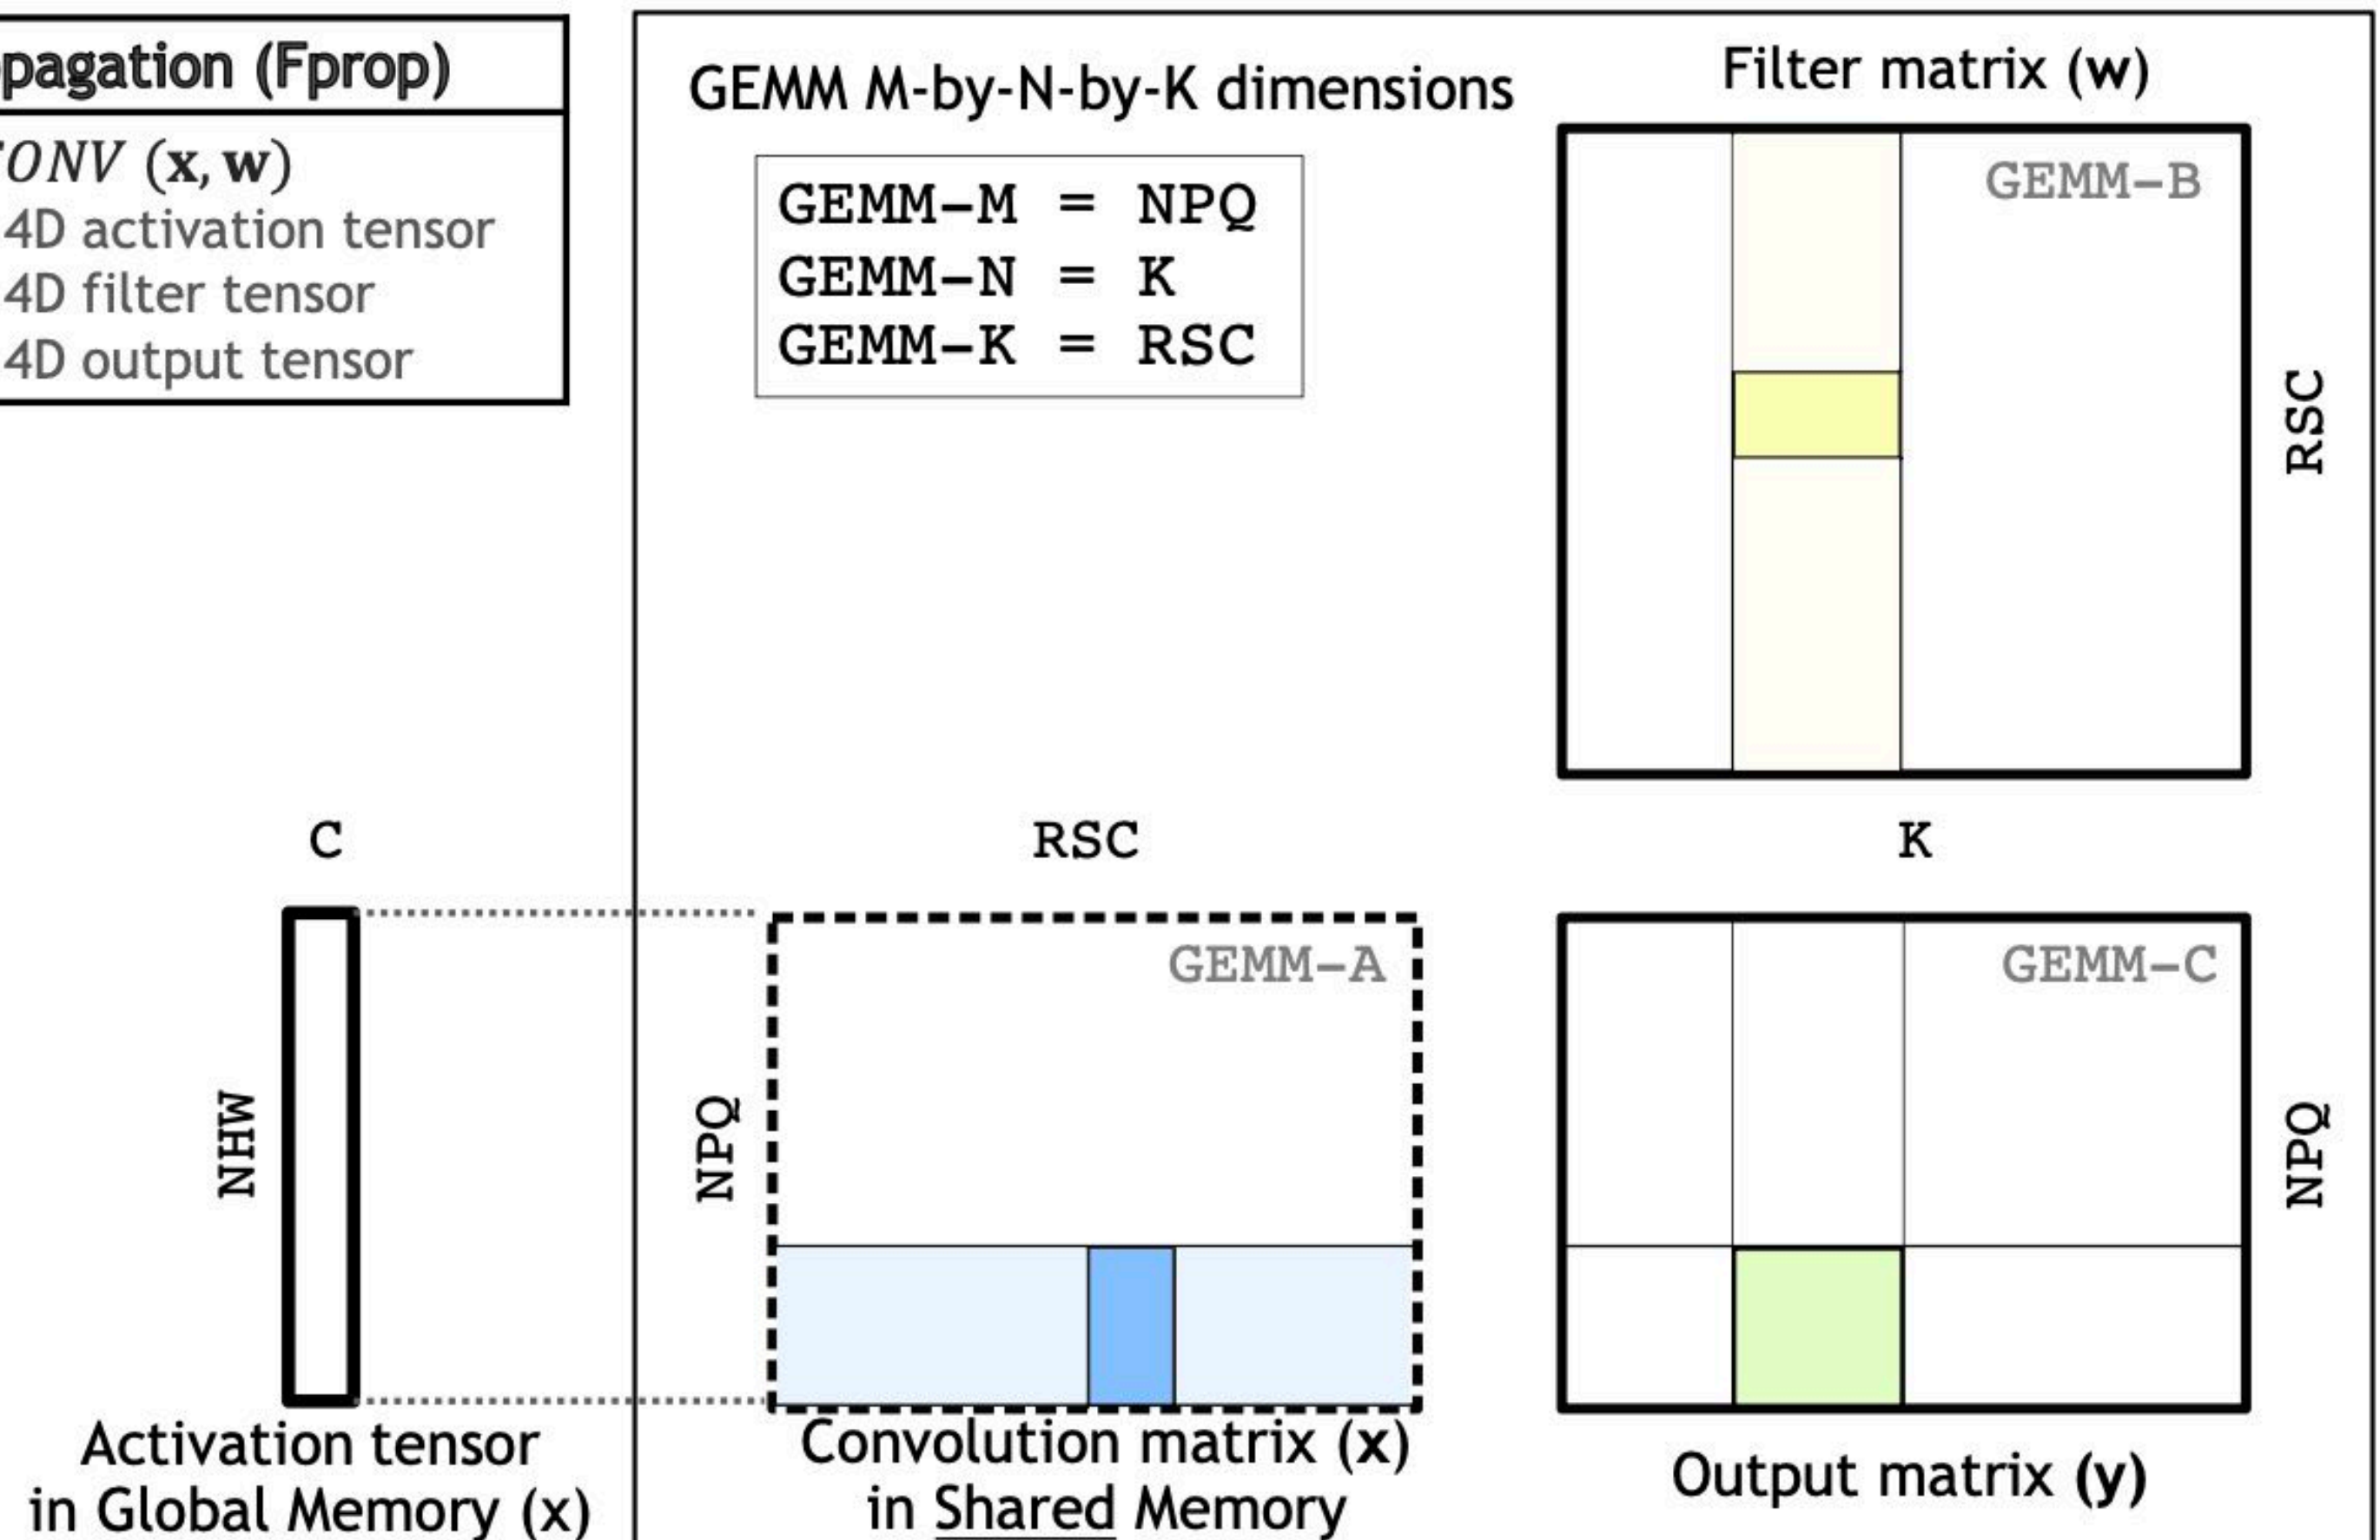 pagation (Fprop)
ONV (x, w)
4D activation tensor
4D filter tensor
4D output tensor
GEMM M-by-N-by-K dimensions
GEMM-M = NPQ
GEMM-N = K
GEMM-K = RSC
Filter matrix (w)
GEMM-B
RSC
C
RSC
K
NHW
NPQ
GEMM-A
GEMM-C
NPQ
Activation tensor
in Global Memory (x)
Convolution matrix (x)
in Shared Memory
Output matrix (y)